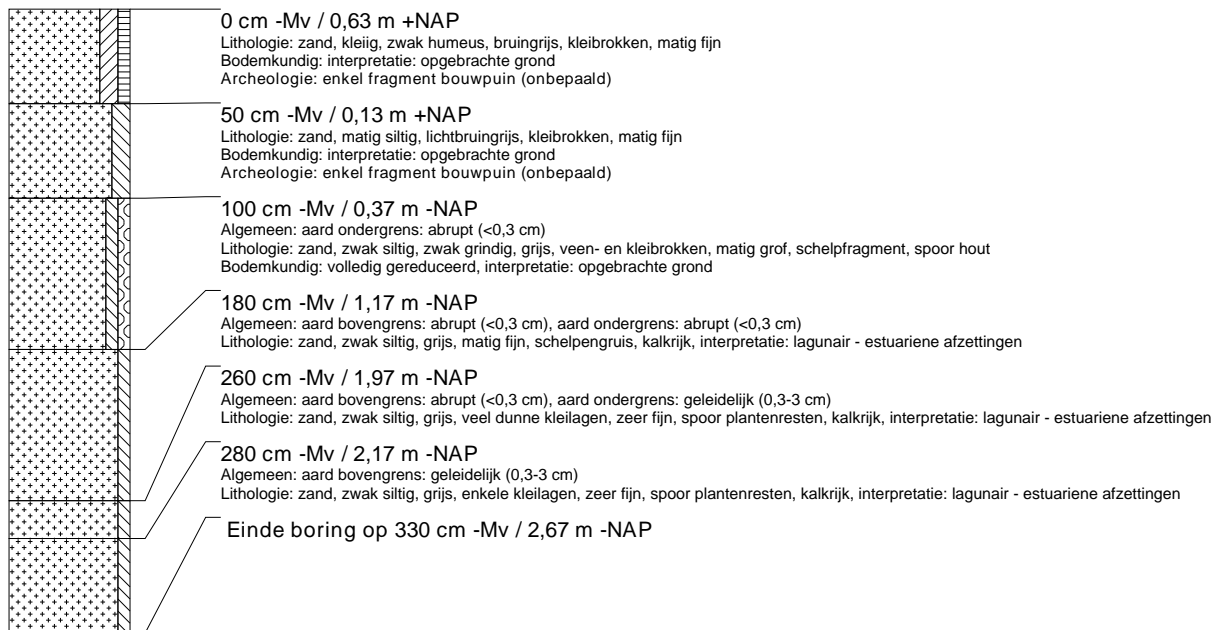 0 cm -Mv / 0,63 m +NAP
Lithologie: zand, kleiig, zwak humeus, bruingrijs, kleibrokken, matig fijn
Bodemkundig: interpretatie: opgebrachte grond
Archeologie: enkel fragment bouwpuin (onbepaald)
50 cm -Mv / 0,13 m +NAP
Lithologie: zand, matig siltig, lichtbruingrijs, kleibrokken, matig fijn
Bodemkundig: interpretatie: opgebrachte grond
Archeologie: enkel fragment bouwpuin (onbepaald)
100 cm -Mv / 0,37 m -NAP
Algemeen: aard ondergrens: abrupt (<0,3 cm)
Lithologie: zand, zwak siltig, zwak grindig, grijs, veen- en kleibrokken, matig grof, schelpfragment, spoor hout
Bodemkundig: volledig gereduceerd, interpretatie: opgebrachte grond
180 cm -Mv / 1,17 m -NAP
Algemeen: aard bovengrens: abrupt (<0,3 cm), aard ondergrens: abrupt (<0,3 cm)
Lithologie: zand, zwak siltig, grijs, matig fijn, schelpengruis, kalkrijk, interpretatie: lagunair - estuariene afzettingen
260 cm -Mv / 1,97 m -NAP
Algemeen: aard bovengrens: abrupt (<0,3 cm), aard ondergrens: geleidelijk (0,3-3 cm)
Lithologie: zand, zwak siltig, grijs, veel dunne kleilagen, zeer fijn, spoor plantenresten, kalkrijk, interpretatie: lagunair - estuariene afzettingen
280 cm -Mv / 2,17 m -NAP
Algemeen: aard bovengrens: geleidelijk (0,3-3 cm)
Lithologie: zand, zwak siltig, grijs, enkele kleilagen, zeer fijn, spoor plantenresten, kalkrijk, interpretatie: lagunair - estuariene afzettingen
Einde boring op 330 cm -Mv / 2,67 m -NAP